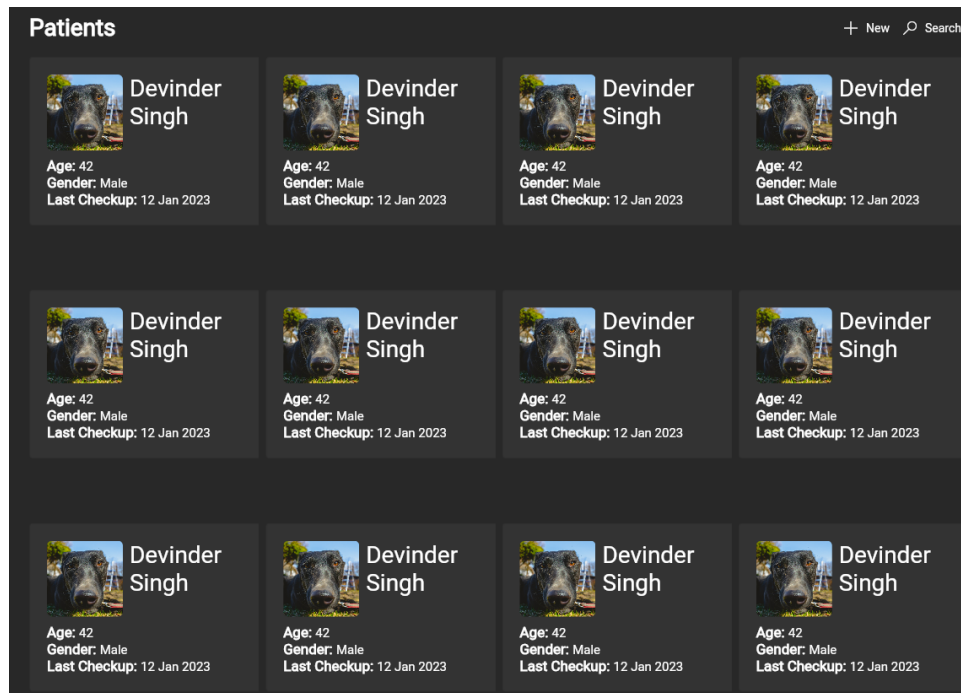 Patients
New Search
Devinder Devinder Devinder Devinder
Singh Singh Singh Singh
Age: 42 Age: 42 Age: 42 Age: 42
Gender: Male Gender: Male Gender: Male Gender: Male
Last Checkup: 12 Jan 2023 Last Checkup: 12 Jan 2023 Last Checkup: 12 Jan 2023 Last Checkup: 12 Jan 2023
Devinder Devinder Devinder Devinder
Singh Singh Singh Singh
Age: 42 Age: 42 Age: 42 Age: 42
Gender: Male Gender: Male Gender: Male Gender: Male
Last Checkup: 12 Jan 2023 Last Checkup: 12 Jan 2023 Last Checkup: 12 Jan 2023 Last Checkup: 12 Jan 2023
Devinder Devinder Devinder Devinder
Singh Singh Singh Singh
Age: 42 Age: 42 Age: 42 Age: 42
Gender: Male Gender: Male Gender: Male Gender: Male
Last Checkup: 12 Jan 2023 Last Checkup: 12 Jan 2023 Last Checkup: 12 Jan 2023 Last Checkup: 12 Jan 2023